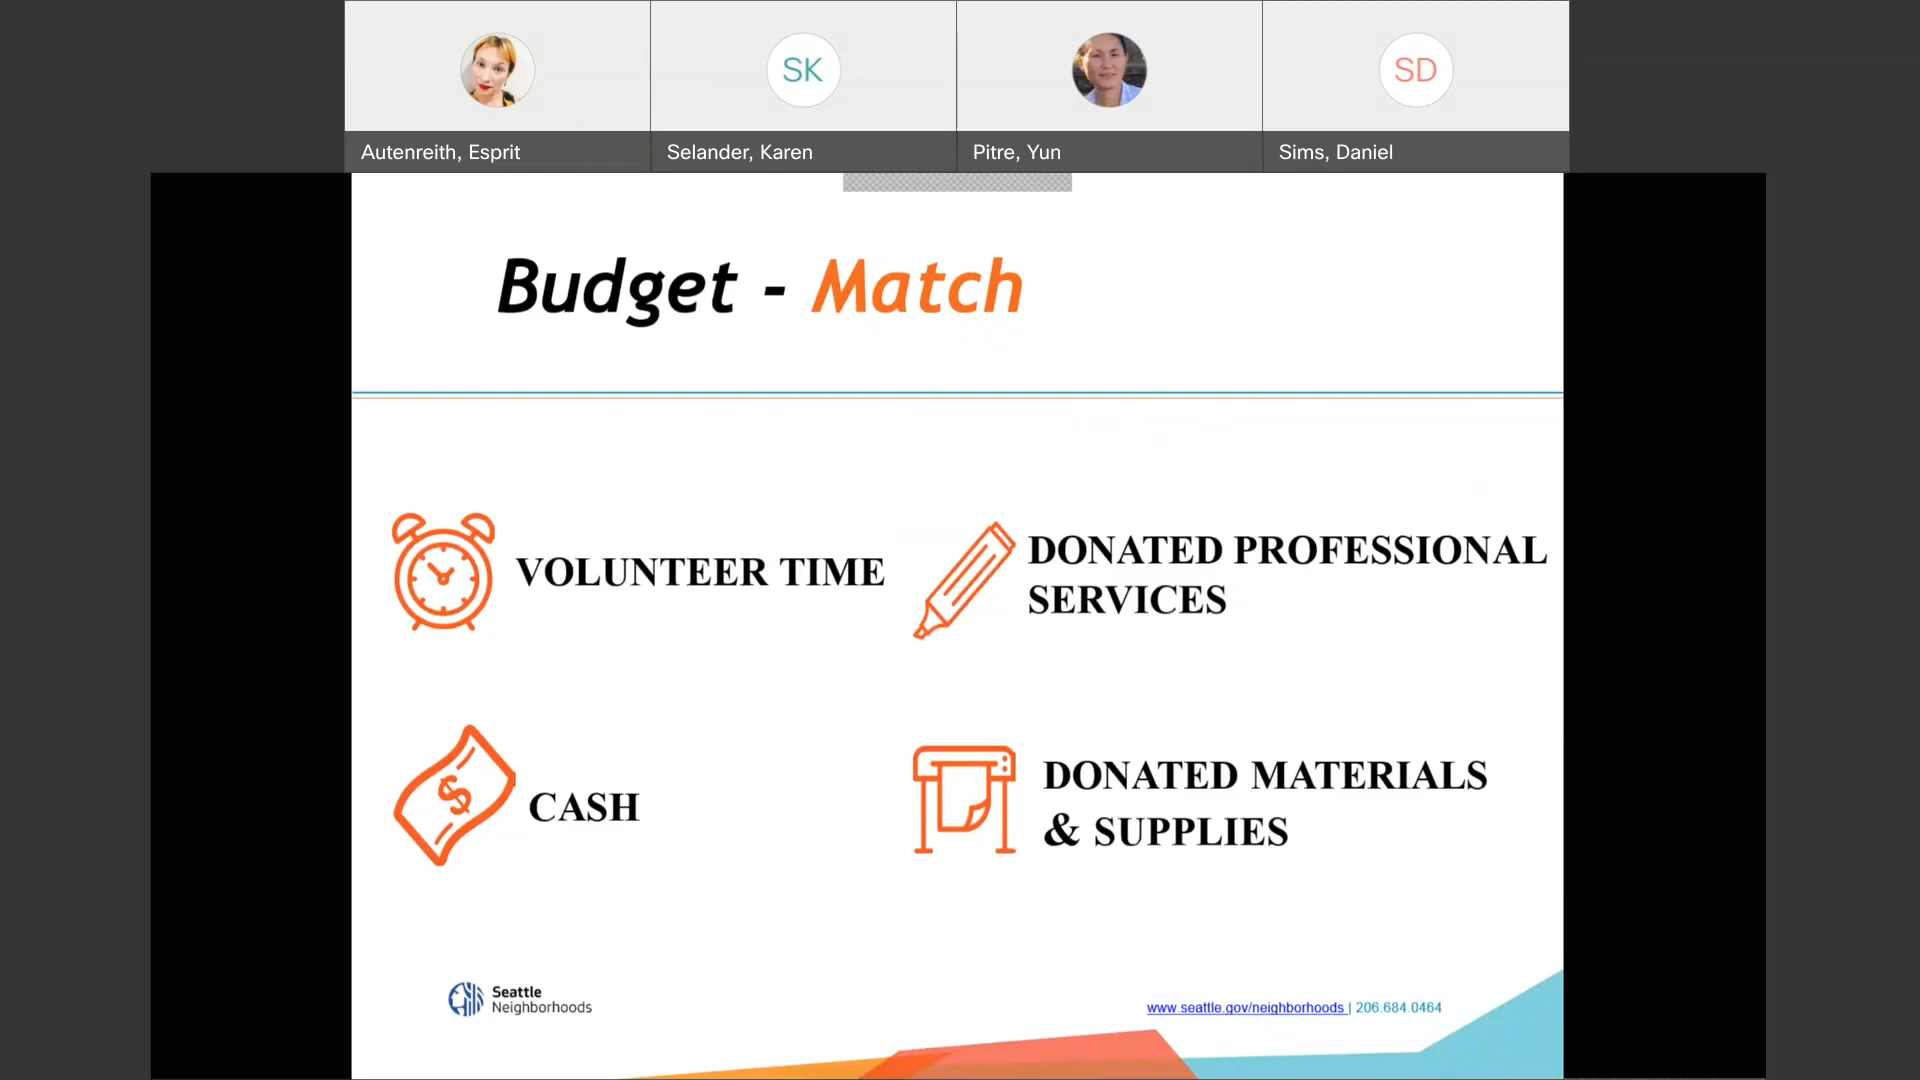 SK
SD
Autenreith, Esprit
Selander, Karen
Pitre, Yun
Sims, Daniel
Budget - Match
VOLUNTEER TIME
DONATED PROFESSIONAL
SERVICES
$
CASH
DONATED MATERIALS
& SUPPLIES
Seattle
Neighborhoods
www.seattle.gov/neighborhoods | 206.684.0464